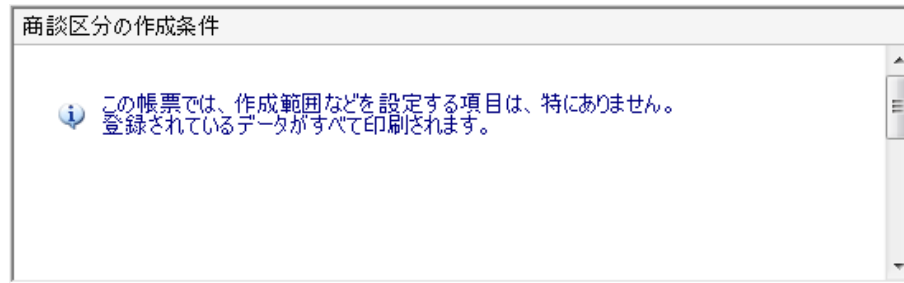 商談区分の作成条件
この帳票では、作成範囲などを設定する項目は、特にありません。
登録されているデータがすべて印刷されます。